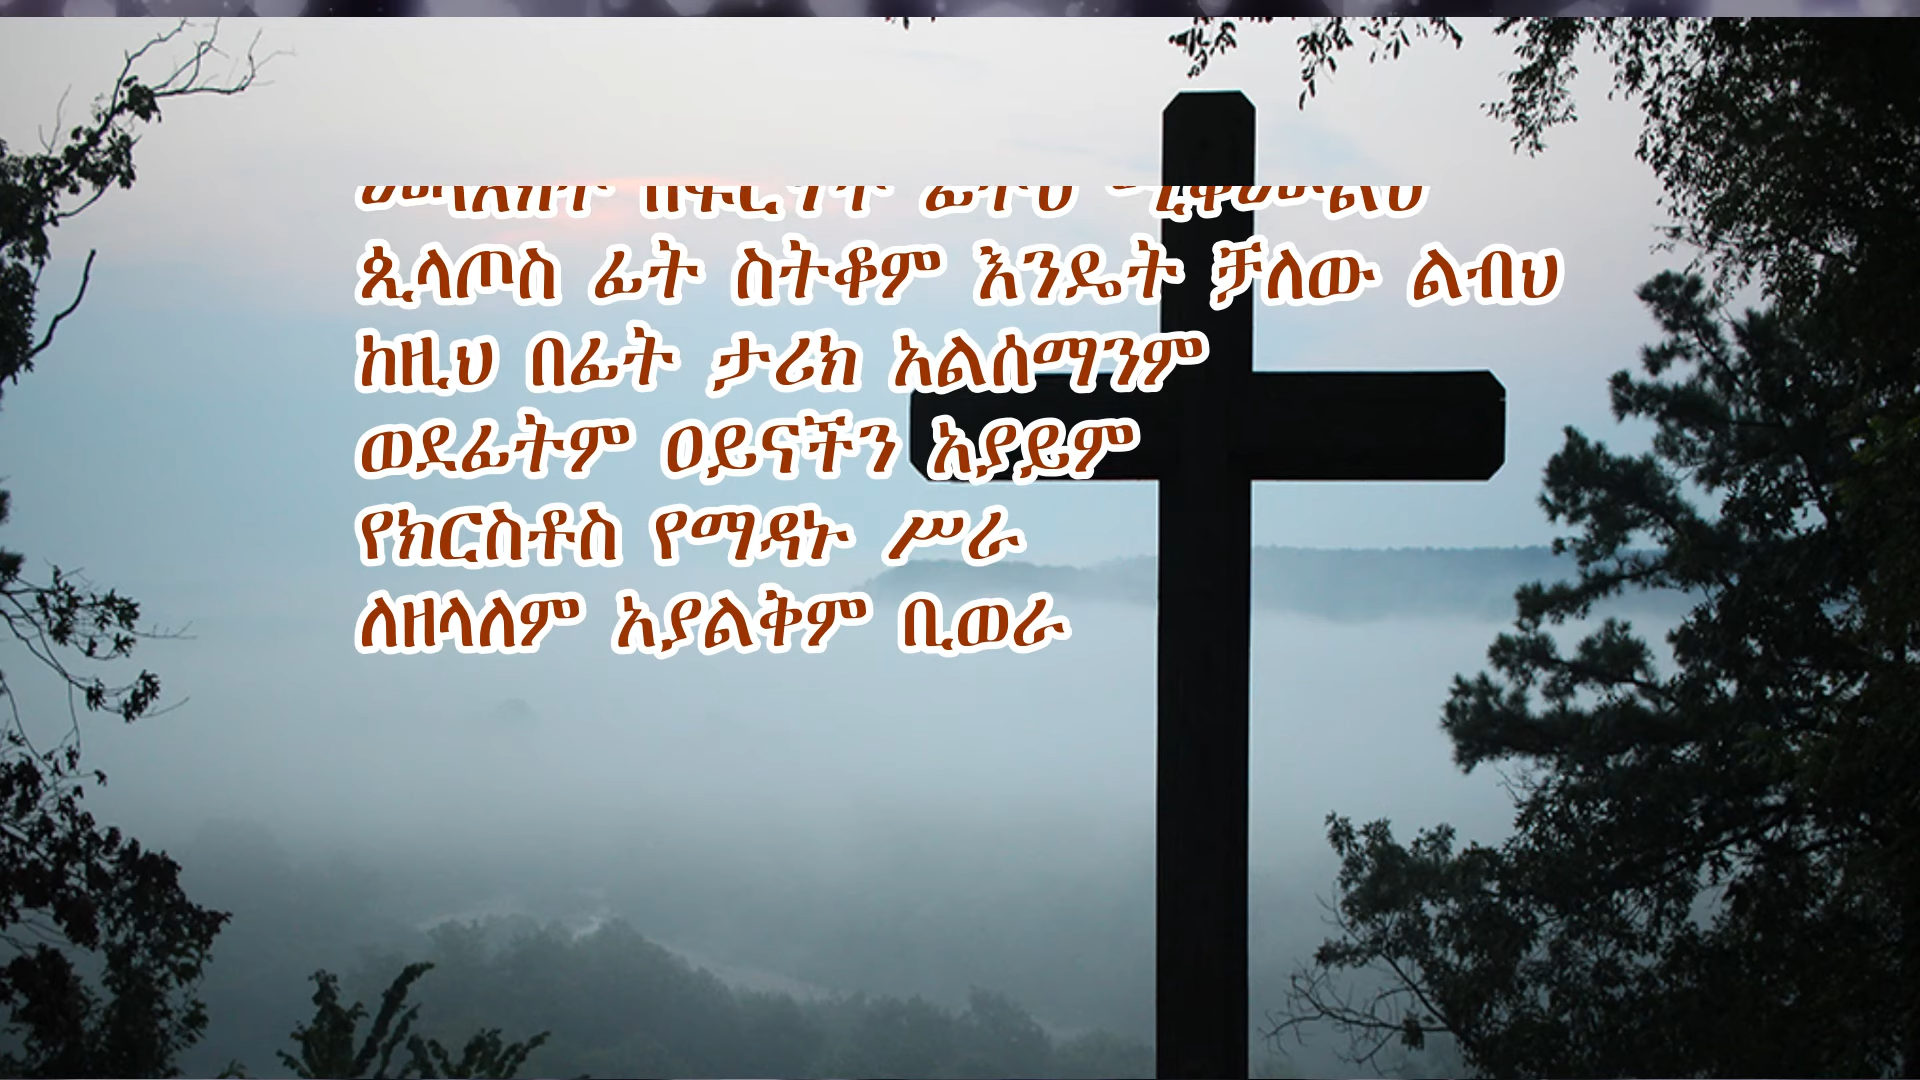 ጲላጦስ ፊት ስትቆም እንዴት ቻለው ልብህ
ከዚህ በፊት ታሪክ አልሰማንም
ወደፊትም ዐይናችን አያይም
የክርስቶስ የማዳኑ ሥራ
ለዘላለም አያልቅም ቢወራ